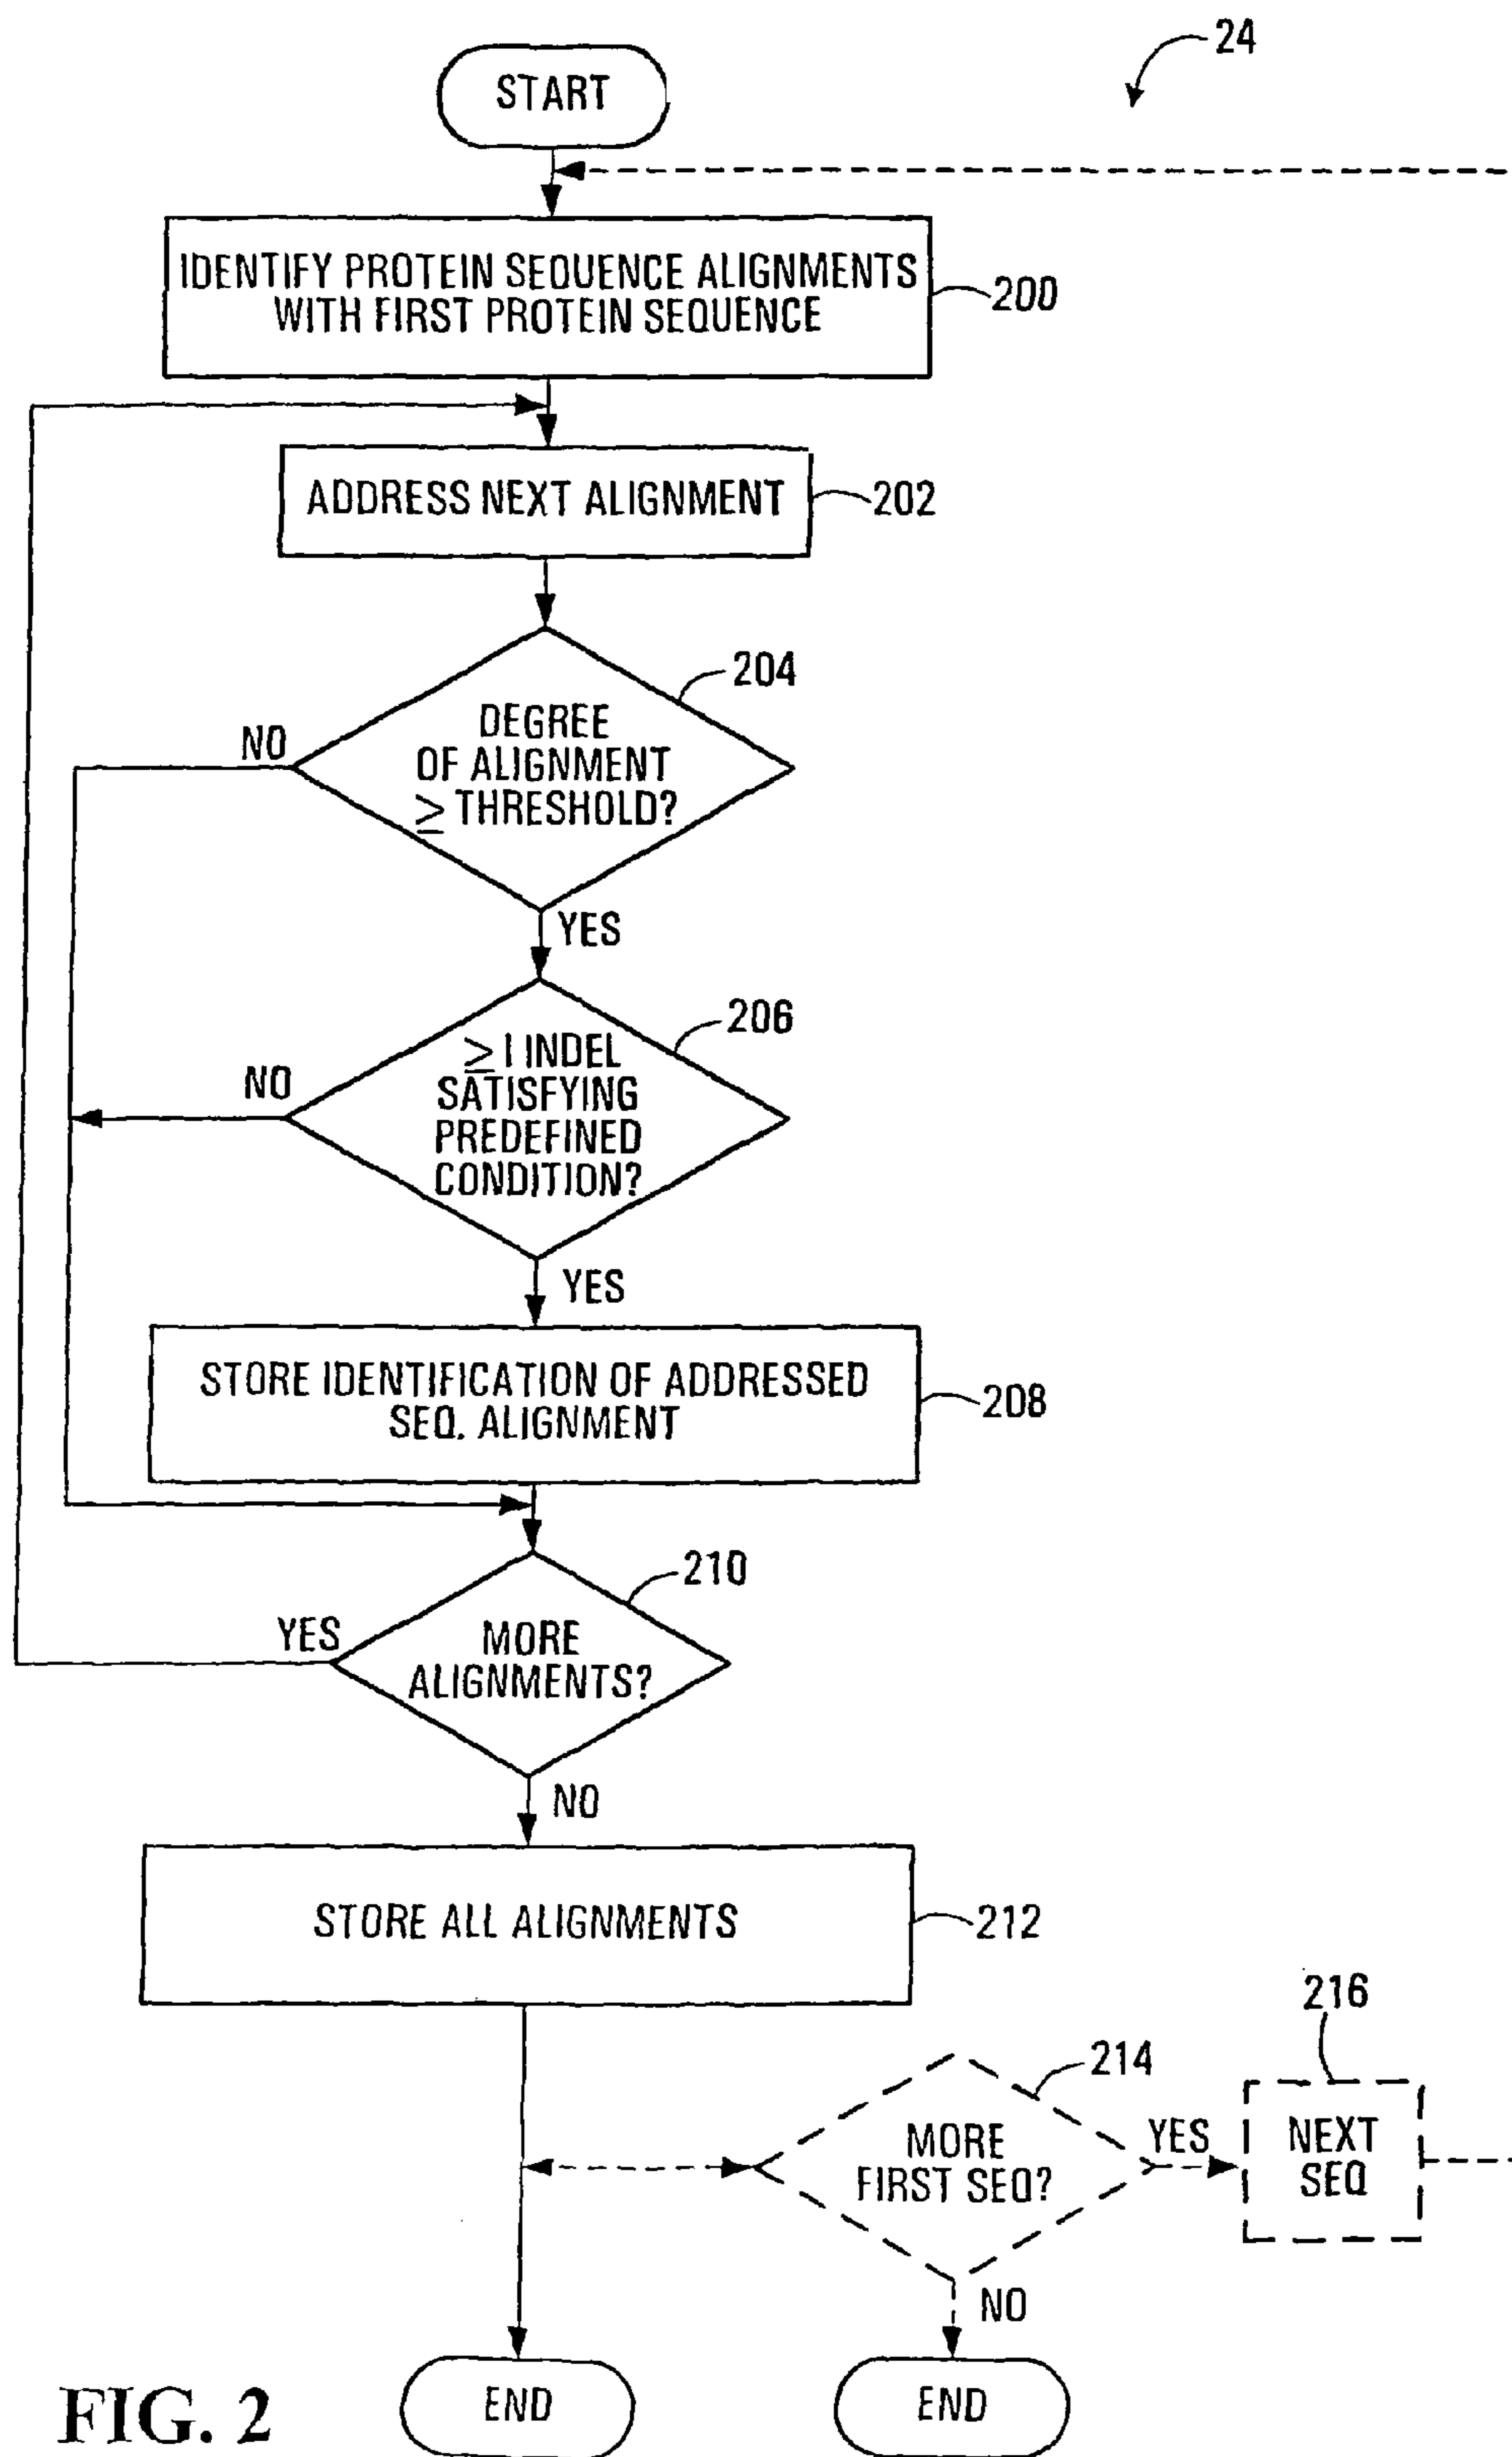 24
START
IDENTIFY PROTEIN SEQUENCE ALIGNMENTS
WITH FIRST PROTEIN SEQUENCE
200
ADDRESS NEXT ALIGNMENT
202
204
DEGREE
OF ALIGNMENT
≥ THRESHOLD?
NO
YES
206
≥ 1 INDEL
SATISFYING
PREDEFINED
CONDITION?
NO
YES
STORE IDENTIFICATION OF ADDRESSED
SEQ. ALIGNMENT
208
210
MORE
ALIGNMENTS?
YES
NO
STORE ALL ALIGNMENTS
212
214
MORE
FIRST SEQ?
YES
216
NEXT
SEQ
NO
END
END
FIG. 2